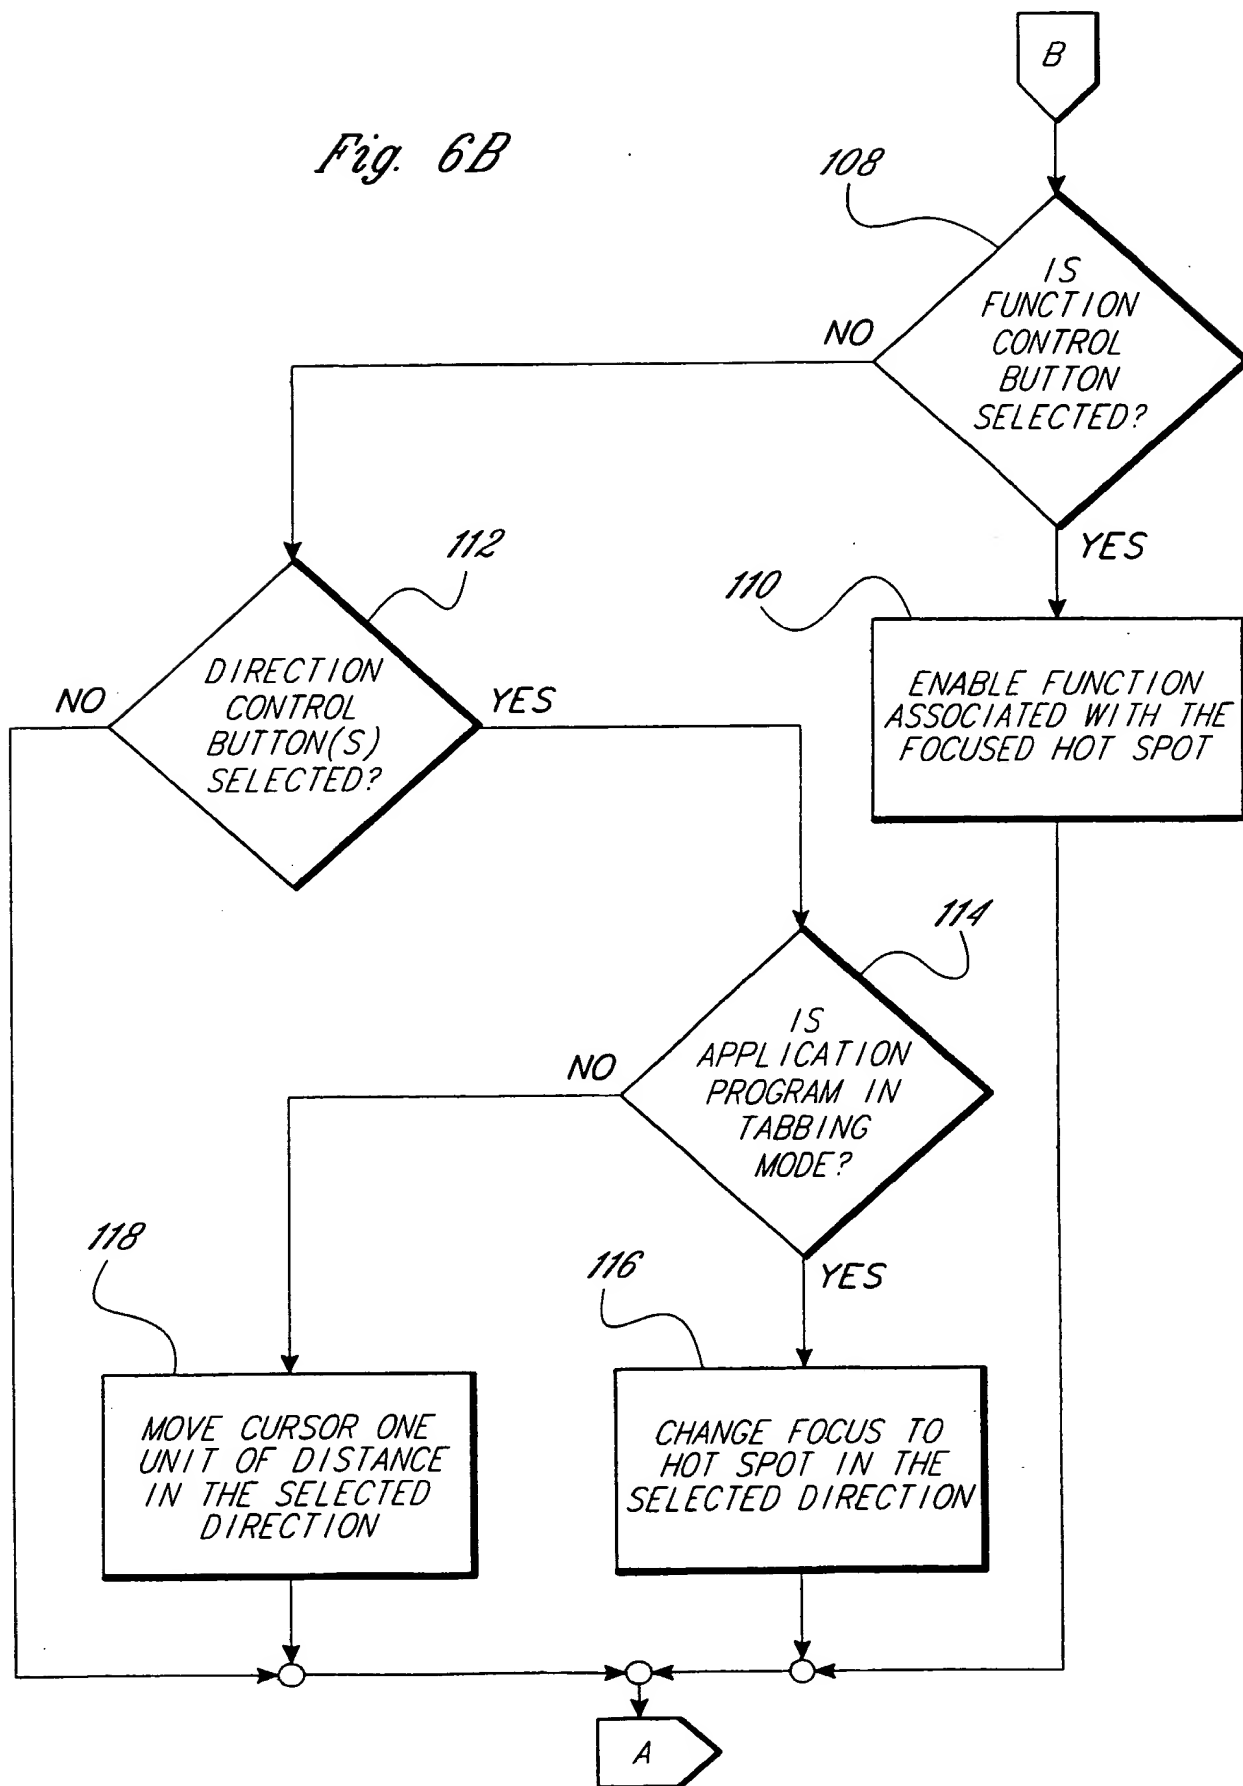 B
Fig. 6B
108
IS
FUNCTION
CONTROL
BUTTON
SELECTED?
NO
YES
112
110
DIRECTION
CONTROL
BUTTON(S)
SELECTED?
NO
YES
ENABLE FUNCTION
ASSOCIATED WITH THE
FOCUSED HOT SPOT
114
IS
APPLICATION
PROGRAM IN
TABBING
MODE?
NO
YES
118
116
MOVE CURSOR ONE
UNIT OF DISTANCE
IN THE SELECTED
DIRECTION
CHANGE FOCUS TO
HOT SPOT IN THE
SELECTED DIRECTION
A